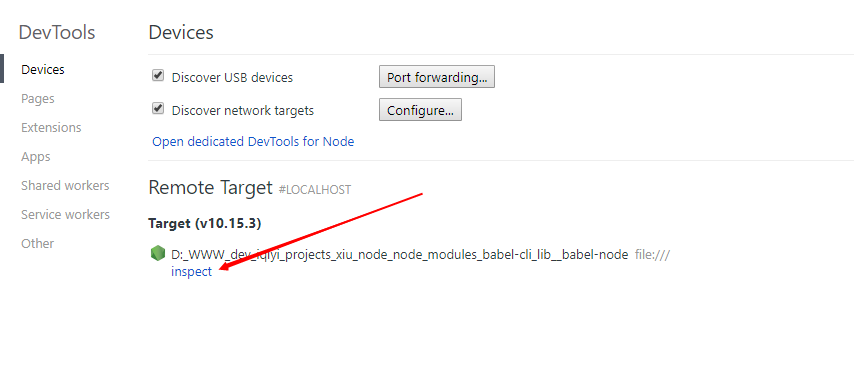 DevTools
Devices
Pages
Extensions
Apps
Shared workers
Service workers
Other
Devices
Discover USB devices
Port forwarding...
Discover network targets
Configure...
Open dedicated DevTools for Node
Remote Target #LOCALHOST
Target (v10.15.3)
D:_WWW_dev_iqiyi_projects_xiu_node_node_modules_babel-cli_lib__babel-node file:///
inspect